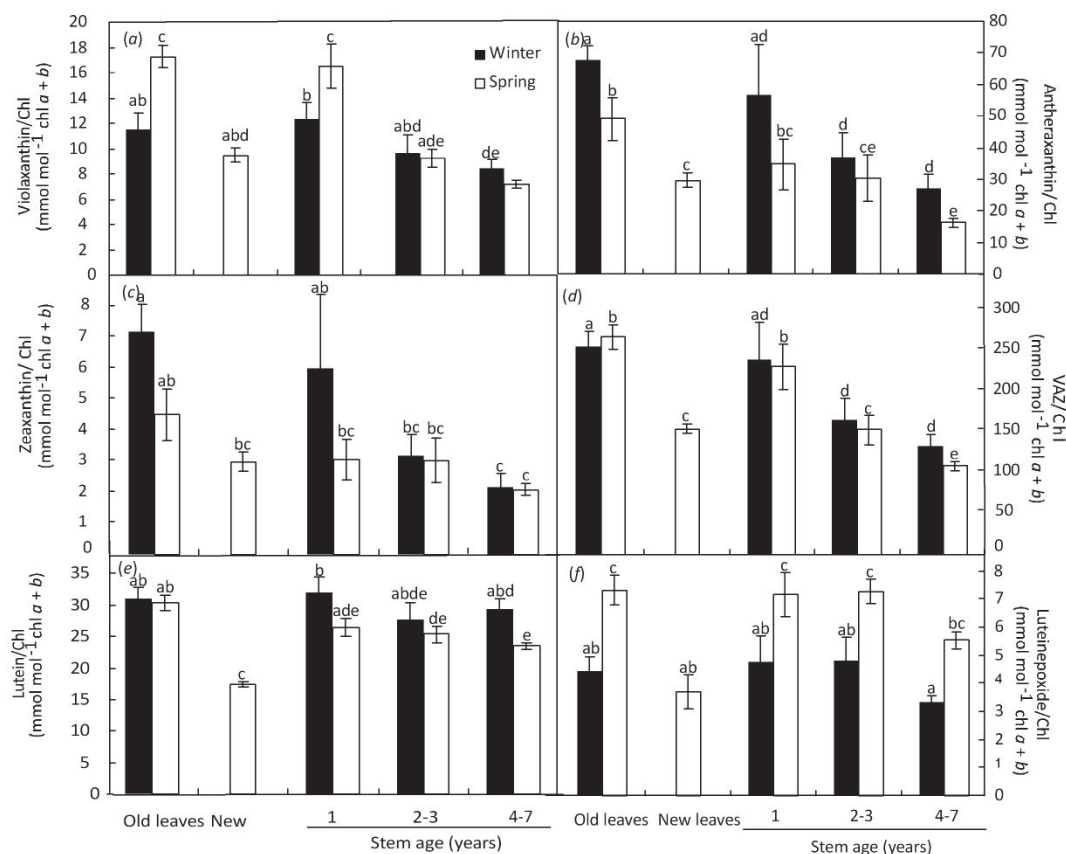 (a)
Winter
Spring
Violaxanthin/Chl
(mmol mol-1 chl a + b)
20
18
16
14
12
10
8
6
4
2
0
ab
c
abd
b
c
abd
ade
de
(b)
Antheraxanthin/Chl
(mmol mol-1 chl a + b)
80
70
60
50
40
30
20
10
0
a
b
c
ad
bc
d
ce
d
e
(c)
Zeaxanthin/ Chl
(mmol mol-1 chl a + b)
8
7
6
5
4
3
2
1
0
a
ab
bc
ab
bc
bc
bc
c
c
(d)
VAZ/Chl
(mmol mol-1 chl a + b)
300
250
200
150
100
50
0
a
b
c
ad
b
d
c
d
e
(e)
Lutein/Chl
(mmol mol-1 chl a + b)
35
30
25
20
15
10
5
0
ab
ab
c
b
ade
abde
de
abd
e
(f)
Luteinepoxide/Chl
(mmol mol-1 chl a + b)
8
7
6
5
4
3
2
1
0
ab
c
ab
ab
c
ab
c
a
bc
Old leaves New 1 2-3 4-7
Stem age (years)
Old leaves New leaves 1 2-3 4-7
Stem age (years)